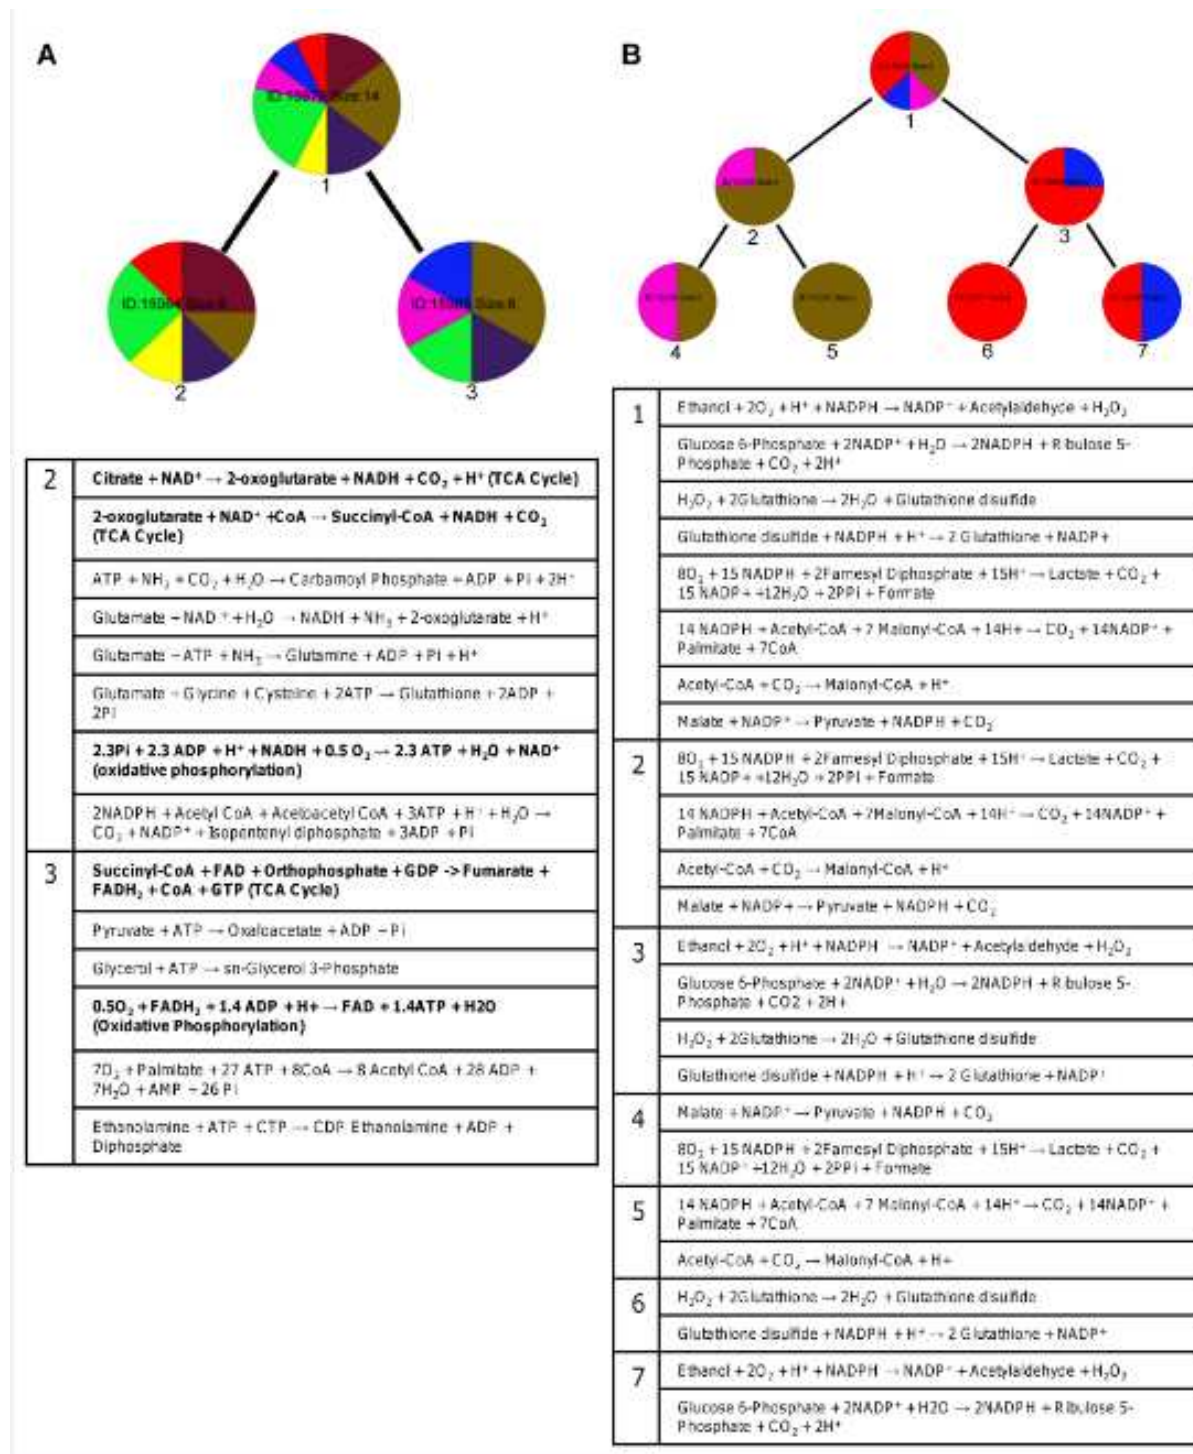 A
B
1
2
3
1
2
3
4
5
6
7
2
Citrate + NAD⁺ → 2-oxoglutarate + NADH + CO₂ + H⁺ (TCA Cycle)
2-oxoglutarate + NAD⁺ +CoA → Succinyl-CoA + NADH + CO₂
(TCA Cycle)
ATP + NH₃ + CO₂ + H₂O → Carbamoyl Phosphate + ADP + Pi + 2H⁺
Glutamate + NAD⁺ + H₂O → NADH + NH₃ + 2-oxoglutarate + H⁺
Glutamate + ATP + NH₃ → Glutamine + ADP + Pi + H⁺
Glutamate + Glycine + Cysteine + 2ATP → Glutathione + 2ADP +
2Pi
2.3Pi + 2.3 ADP + H⁺ + NADH + 0.5 O₂ → 2.3 ATP + H₂O + NAD⁺
(oxidative phosphorylation)
2NADPH + Acetyl CoA + Acetoacetyl CoA + 3ATP + H⁺ + H₂O →
CO₂ + NADP⁺ + Isopentenyl diphosphate + 3ADP + Pi
3
Succinyl-CoA + FAD + Orthophosphate + GDP -> Fumarate +
FADH₂ + CoA + GTP (TCA Cycle)
Pyruvate + ATP → Oxaloacetate + ADP + Pi
Glycerol + ATP → sn-Glycerol 3-Phosphate
0.5O₂ + FADH₂ + 1.4 ADP + H+ → FAD + 1.4ATP + H2O
(Oxidative Phosphorylation)
7O₂ + Palmitate + 27 ATP + 8CoA → 8 Acetyl CoA + 28 ADP +
7H₂O + AMP + 26 Pi
Ethanolamine + ATP + CTP → CDP Ethanolamine + ADP +
Diphosphate
1
Ethanol + 2O₂ + H⁺ + NADPH → NADP⁺ + Acetylaldehyde + H₂O₂
Glucose 6-Phosphate + 2NADP⁺ + H₂O → 2NADPH + Ribulose 5-
Phosphate + CO₂ + 2H⁺
H₂O₂ + 2Glutathione → 2H₂O + Glutathione disulfide
Glutathione disulfide + NADPH + H⁺ → 2 Glutathione + NADP+
8O₂ + 15 NADPH + 2Farnesyl Diphosphate + 15H⁺ → Lactate + CO₂ +
15 NADP+ +12H₂O + 2PPi + Formate
14 NADPH + Acetyl-CoA + 7 Malonyl-CoA + 14H+ → CO₂ + 14NADP⁺ +
Palmitate + 7CoA
Acetyl-CoA + CO₂ → Malonyl-CoA + H⁺
Malate + NADP⁺ → Pyruvate + NADPH + CO₂
2
8O₂ + 15 NADPH + 2Farnesyl Diphosphate + 15H⁺ → Lactate + CO₂ +
15 NADP+ +12H₂O + 2PPi + Formate
14 NADPH + Acetyl-CoA + 7Malonyl-CoA + 14H⁺ → CO₂ + 14NADP⁺ +
Palmitate + 7CoA
Acetyl-CoA + CO₂ → Malonyl-CoA + H⁺
Malate + NADP+ → Pyruvate + NADPH + CO₂
3
Ethanol + 2O₂ + H⁺ + NADPH → NADP⁺ + Acetylaldehyde + H₂O₂
Glucose 6-Phosphate + 2NADP⁺ + H₂O → 2NADPH + Ribulose 5-
Phosphate + CO2 + 2H+
H₂O₂ + 2Glutathione → 2H₂O + Glutathione disulfide
Glutathione disulfide + NADPH + H⁺ → 2 Glutathione + NADP⁺
4
Malate + NADP⁺ → Pyruvate + NADPH + CO₂
8O₂ + 15 NADPH + 2Farnesyl Diphosphate + 15H⁺ → Lactate + CO₂ +
15 NADP⁺ +12H₂O + 2PPi + Formate
5
14 NADPH + Acetyl-CoA + 7 Malonyl-CoA + 14H⁺ → CO₂ + 14NADP⁺ +
Palmitate + 7CoA
Acetyl-CoA + CO₂ → Malonyl-CoA + H+
6
H₂O₂ + 2Glutathione → 2H₂O + Glutathione disulfide
Glutathione disulfide + NADPH + H⁺ → 2 Glutathione + NADP⁺
7
Ethanol + 2O₂ + H⁺ + NADPH → NADP⁺ + Acetylaldehyde + H₂O₂
Glucose 6-Phosphate + 2NADP⁺ + H2O → 2NADPH + Ribulose 5-
Phosphate + CO₂ + 2H⁺